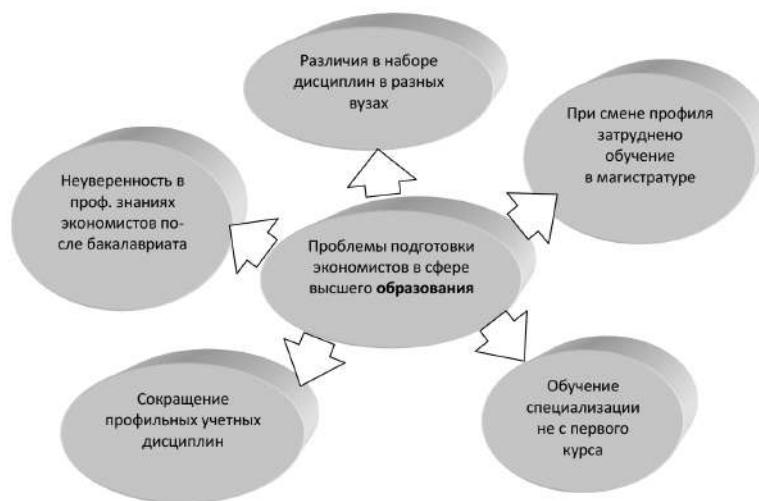 Различия в наборе
дисциплин в разных
вузах
При смене профиля
затруднено
обучение
в магистратуре
Неуверенность в
проф. знаниях
экономистов по-
сле бакалавриата
Проблемы подготовки
экономистов в сфере
высшего образования
Сокращение
профильных учетных
дисциплин
Обучение
специализации
не с первого
курса